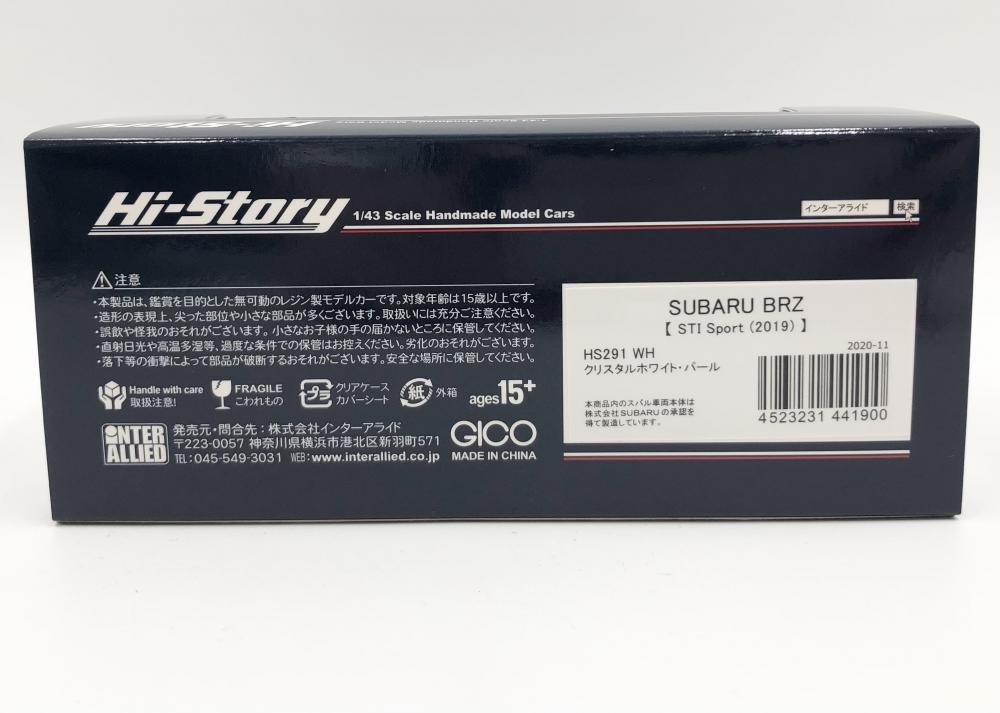 Hi-Story
1/43 Scale Handmade Model Cars
インターアライド 検索
注意
・本製品は、鑑賞を目的とした無可動のレジン製モデルカーです。対象年齢は15歳以上です。
・造形の表現上、尖った部位や小さな部品が多くございます。取扱いには充分ご注意ください。
・誤飲や怪我のおそれがございます。小さなお子様の手の届かないところに保管してください。
・直射日光や高温多湿等、過度な条件での保管はお控えください。劣化のおそれがございます。
・落下等の衝撃によって部品が破断するおそれがございます。安全な場所に保管してください。
Handle with care
取扱注意!
FRAGILE
こわれもの
プラ
クリアケース
カバーシート
紙
外箱
ages15+
INTER
ALLIED
発売元・問合先:株式会社インターアライド
〒223-0057 神奈川県横浜市港北区新羽町571
TEL:045-549-3031 WEB:www.interallied.co.jp
GICO
MADE IN CHINA
SUBARU BRZ
【 STI Sport (2019) 】
2020-11
HS291 WH
クリスタルホワイト・パール
本商品内のスバル車両本体は
株式会社SUBARUの承認を
得て製造しています。
4523231 441900